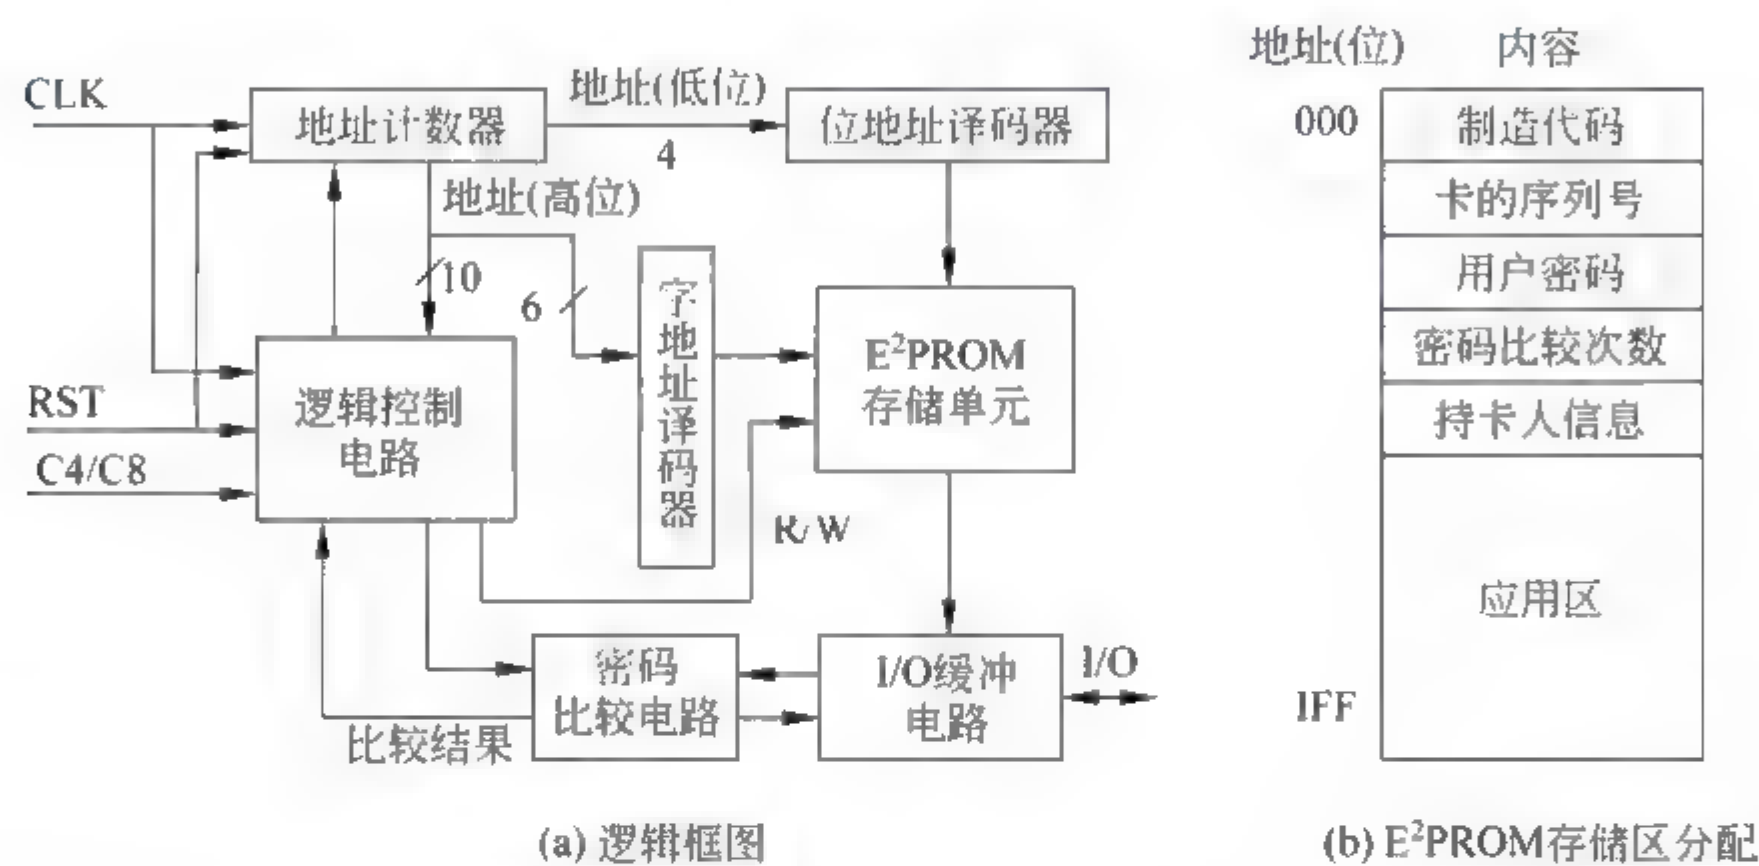 CLK
地址计数器
地址(低位)
4
位地址译码器
地址(高位)
10
6
字地址译码器
E²PROM
存储单元
RST
C4/C8
逻辑控制
电路
R/W
密码
比较电路
比较结果
I/O缓冲
电路
I/O
(a) 逻辑框图
地址(位)
内容
000
制造代码
卡的序列号
用户密码
密码比较次数
持卡人信息
应用区
1FF
(b) E²PROM存储区分配